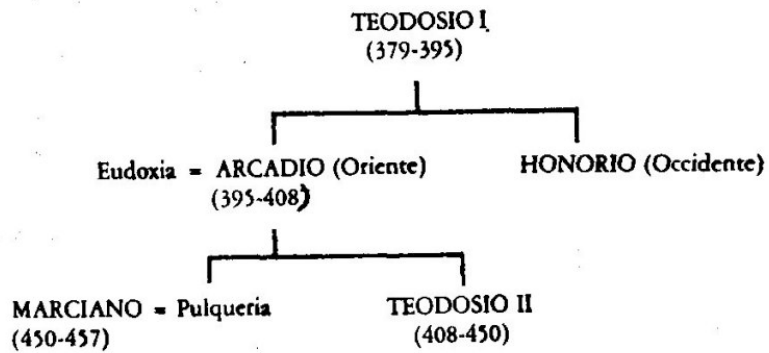 TEODOSIO I
(379-395)
Eudoxia = ARCADIO (Oriente)
(395-408)
HONORIO (Occidente)
MARCIANO = Pulqueria
(450-457)
TEODOSIO II
(408-450)